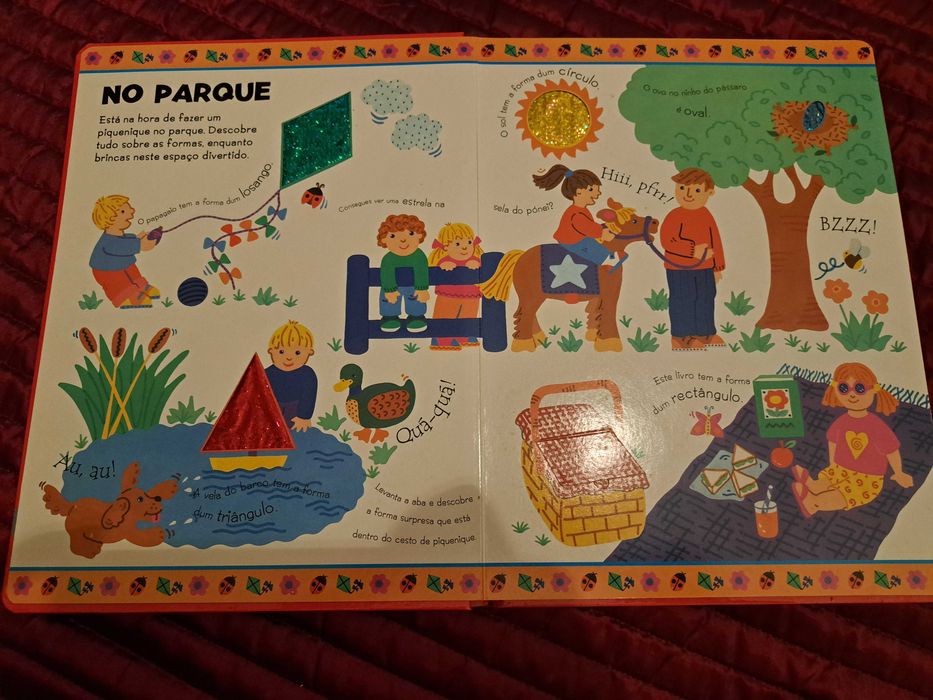 NO PARQUE
Está na hora de fazer um
piquenique no parque. Descobre
tudo sobre as formas, enquanto
brincas neste espaço divertido.
O papagaio tem a forma dum losango.
Consegues ver uma estrela na
sela do pónei?
O sol tem a forma dum círculo.
O ovo no ninho do pássaro
é oval.
Hiii, pfrr!
BZZZ!
Au, au!
A vela do barco tem a forma
dum triângulo.
Quá-quá!
Levanta a aba e descobre
a forma surpresa que está
dentro do cesto de piquenique.
Este livro tem a forma
dum rectângulo.